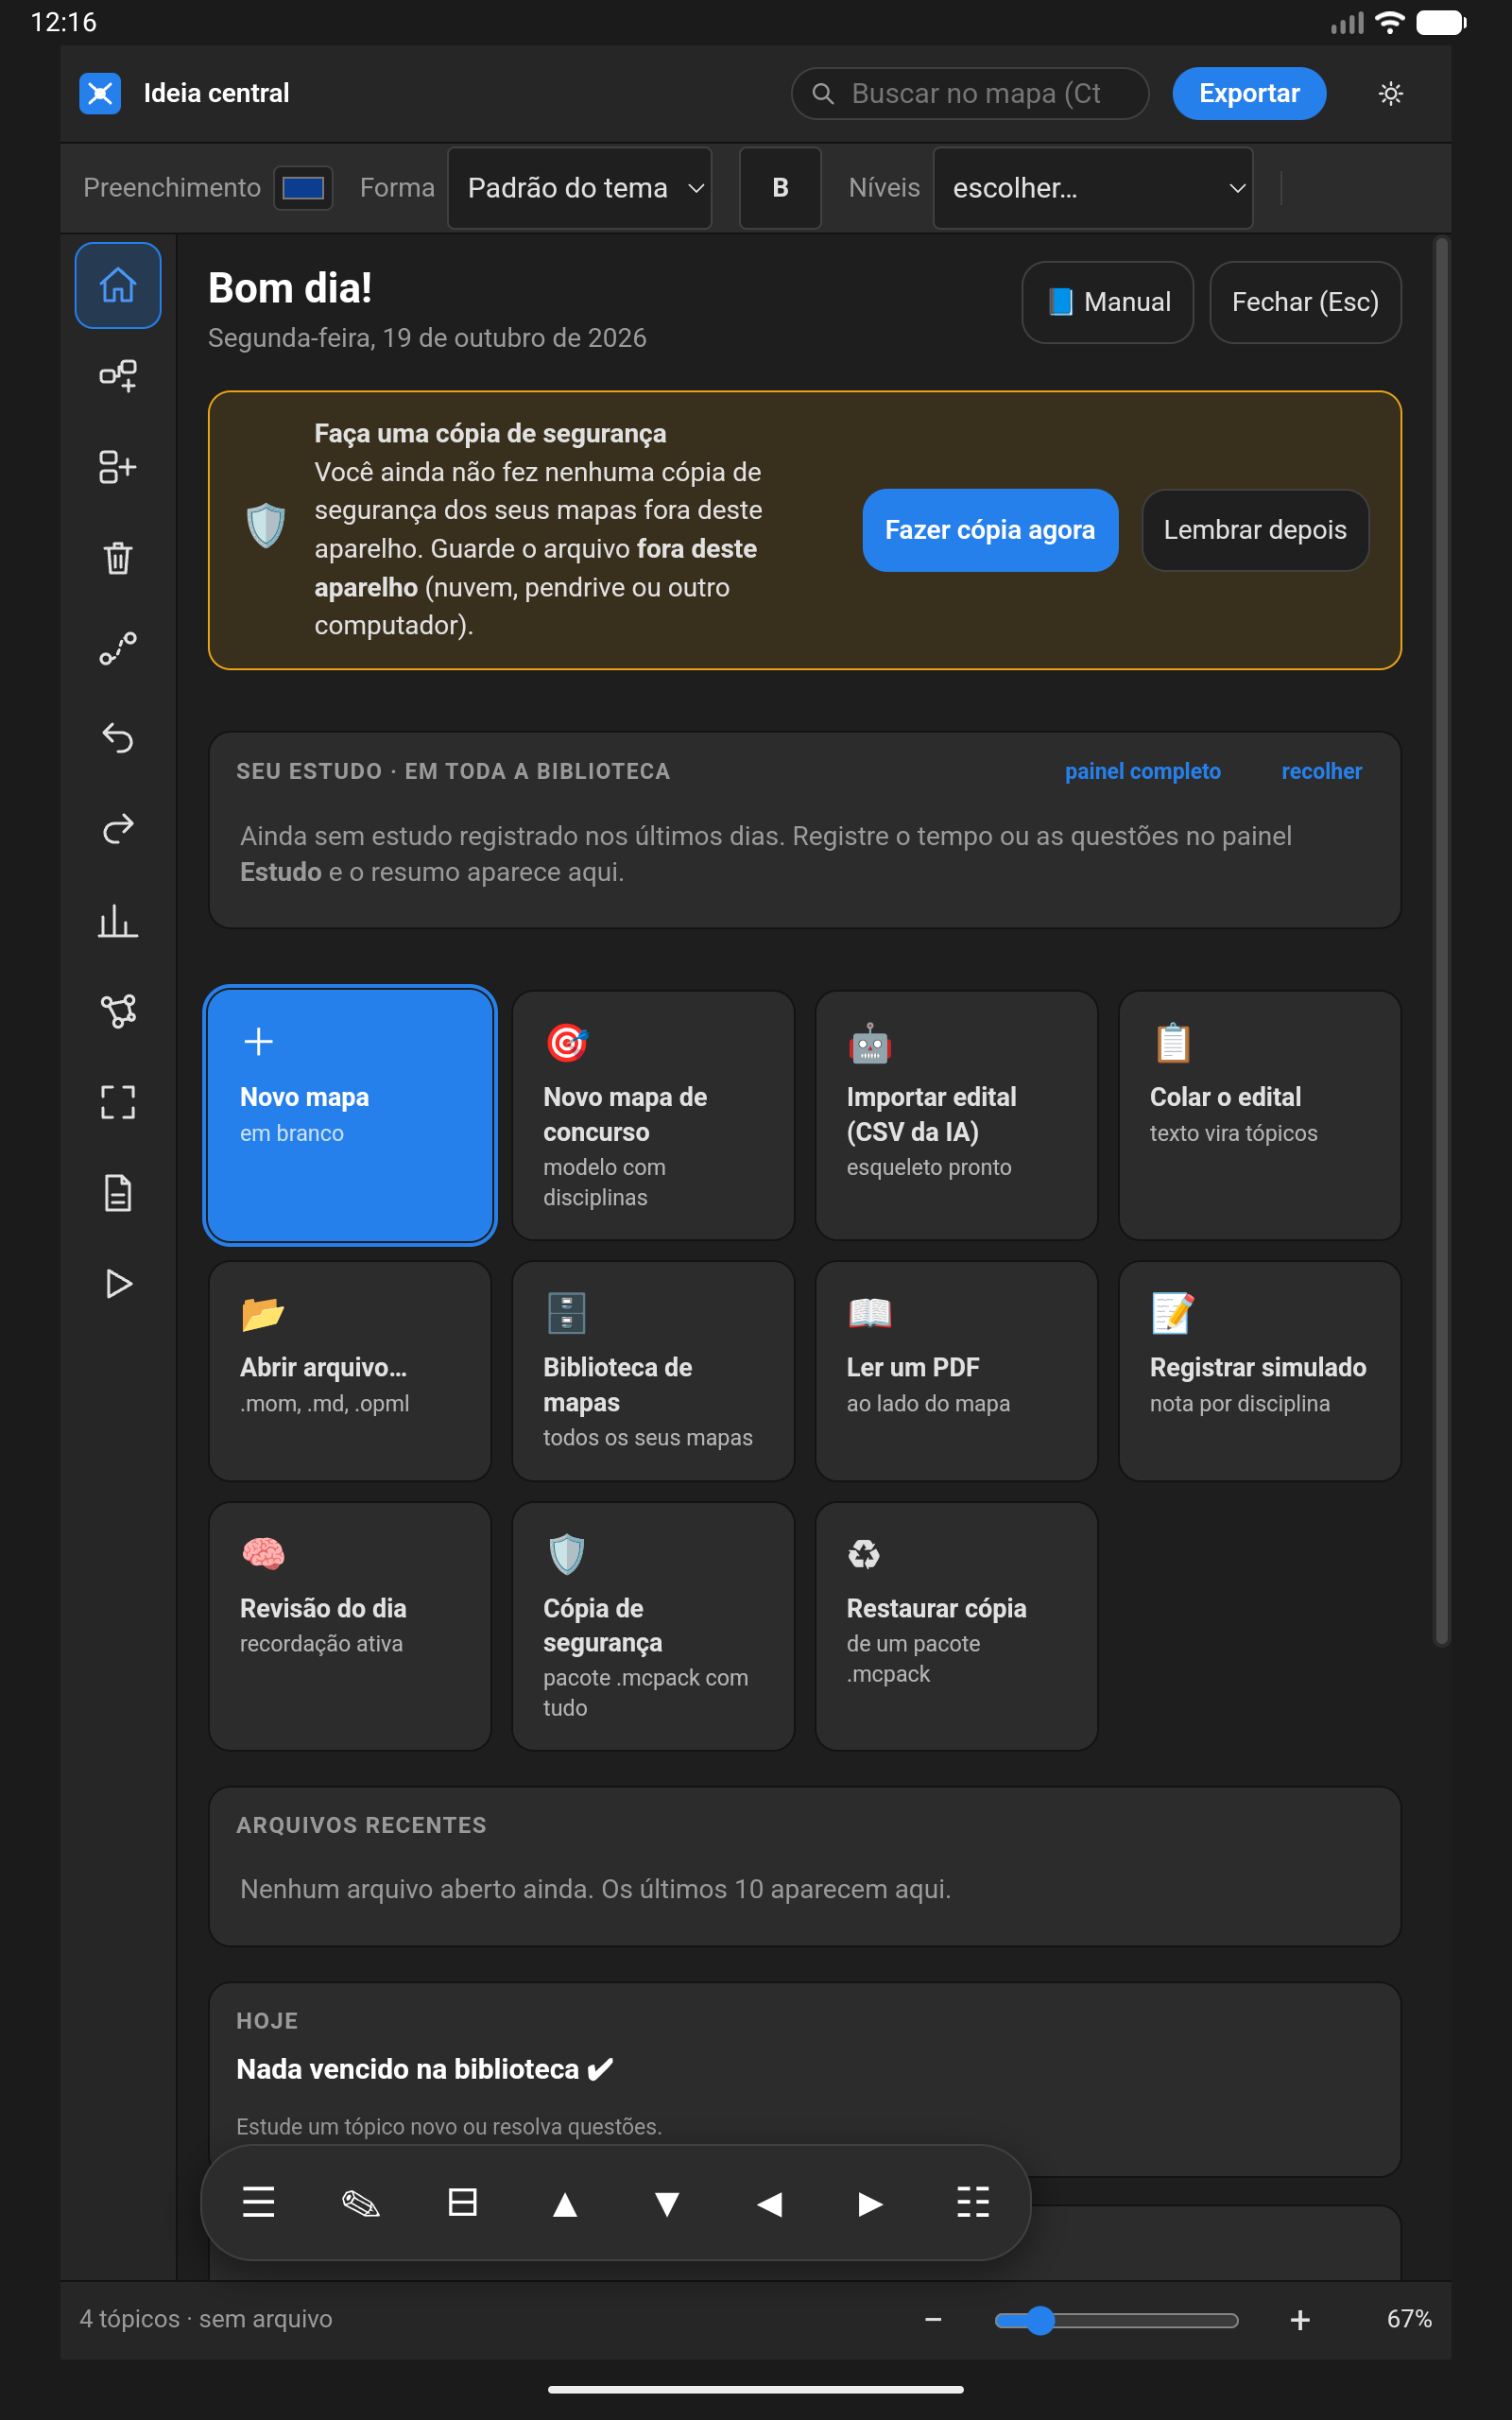 12:16
Ideia central
Buscar no mapa (Ct
Exportar
Preenchimento
Forma
Padrão do tema
B
Níveis
escolher...
Bom dia!
Segunda-feira, 19 de outubro de 2026
Manual
Fechar (Esc)
Faça uma cópia de segurança
Você ainda não fez nenhuma cópia de
segurança dos seus mapas fora deste
aparelho. Guarde o arquivo fora deste
aparelho (nuvem, pendrive ou outro
computador).
Fazer cópia agora
Lembrar depois
SEU ESTUDO · EM TODA A BIBLIOTECA
painel completo
recolher
Ainda sem estudo registrado nos últimos dias. Registre o tempo ou as questões no painel
Estudo e o resumo aparece aqui.
Novo mapa
em branco
Novo mapa de
concurso
modelo com
disciplinas
Importar edital
(CSV da IA)
esqueleto pronto
Colar o edital
texto vira tópicos
Abrir arquivo...
.mom, .md, .opml
Biblioteca de
mapas
todos os seus mapas
Ler um PDF
ao lado do mapa
Registrar simulado
nota por disciplina
Revisão do dia
recordação ativa
Cópia de
segurança
pacote .mcpack com
tudo
Restaurar cópia
de um pacote
.mcpack
ARQUIVOS RECENTES
Nenhum arquivo aberto ainda. Os últimos 10 aparecem aqui.
HOJE
Nada vencido na biblioteca ✔
Estude um tópico novo ou resolva questões.
4 tópicos · sem arquivo
67%